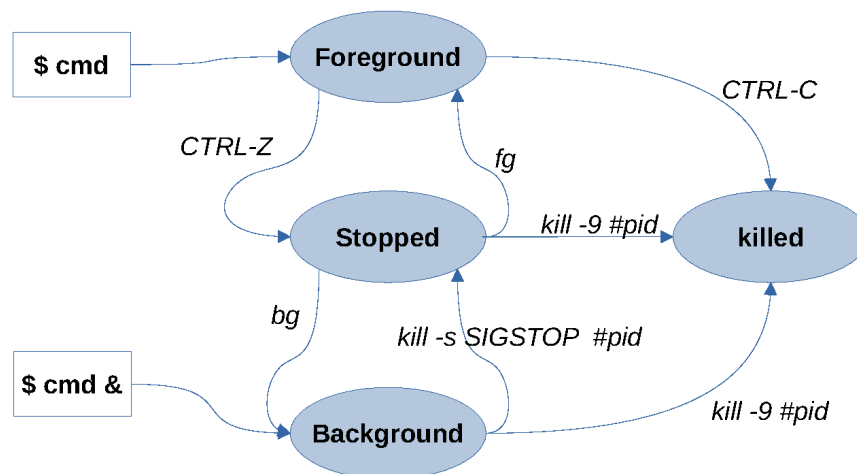 $ cmd
Foreground
CTRL-C
CTRL-Z
fg
Stopped
kill -9 #pid
killed
bg
kill -s SIGSTOP  #pid
$ cmd &
Background
kill -9 #pid